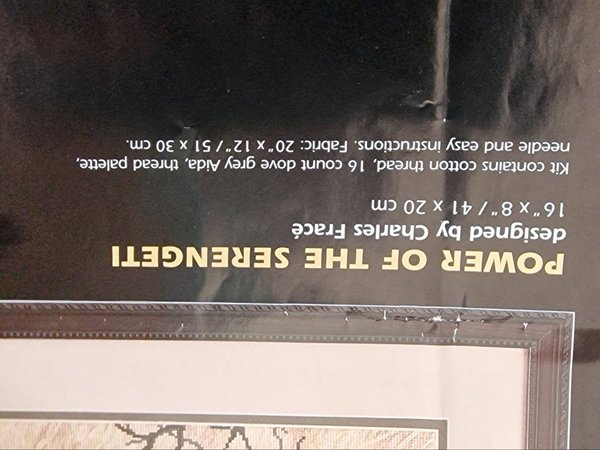 POWER OF THE SERENGETI
designed by Charles Fracé
16" x 8" / 41 x 20 cm
Kit contains cotton thread, 16 count dove grey Aida, thread palette,
needle and easy instructions. Fabric: 20" x 12" / 51 x 30 cm.